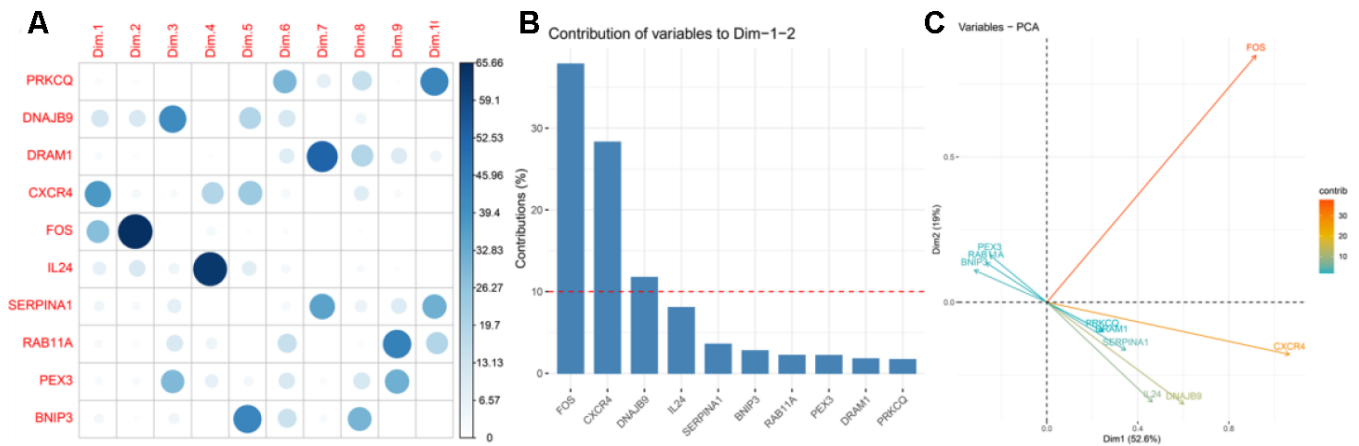 A
Dim.1 Dim.2 Dim.3 Dim.4 Dim.5 Dim.6 Dim.7 Dim.8 Dim.9 Dim.10
PRKCQ
DNAJB9
DRAM1
CXCR4
FOS
IL24
SERPINA1
RAB11A
PEX3
BNIP3
65.66
59.1
52.53
45.96
39.4
32.83
26.27
19.7
13.13
6.57
0
B
Contribution of variables to Dim−1−2
Contributions (%)
30
20
10
0
FOS CXCR4 DNAJB9 IL24 SERPINA1 BNIP3 RAB11A PEX3 DRAM1 PRKCQ
C
Variables − PCA
FOS
PEX3
RAB11A
BNIP3
PRKCQ
DRAM1
SERPINA1
CXCR4
IL24
DNAJB9
Dim2 (19%)
0.5
0.0
0.0 0.4 0.8
Dim1 (52.6%)
contrib
30
20
10